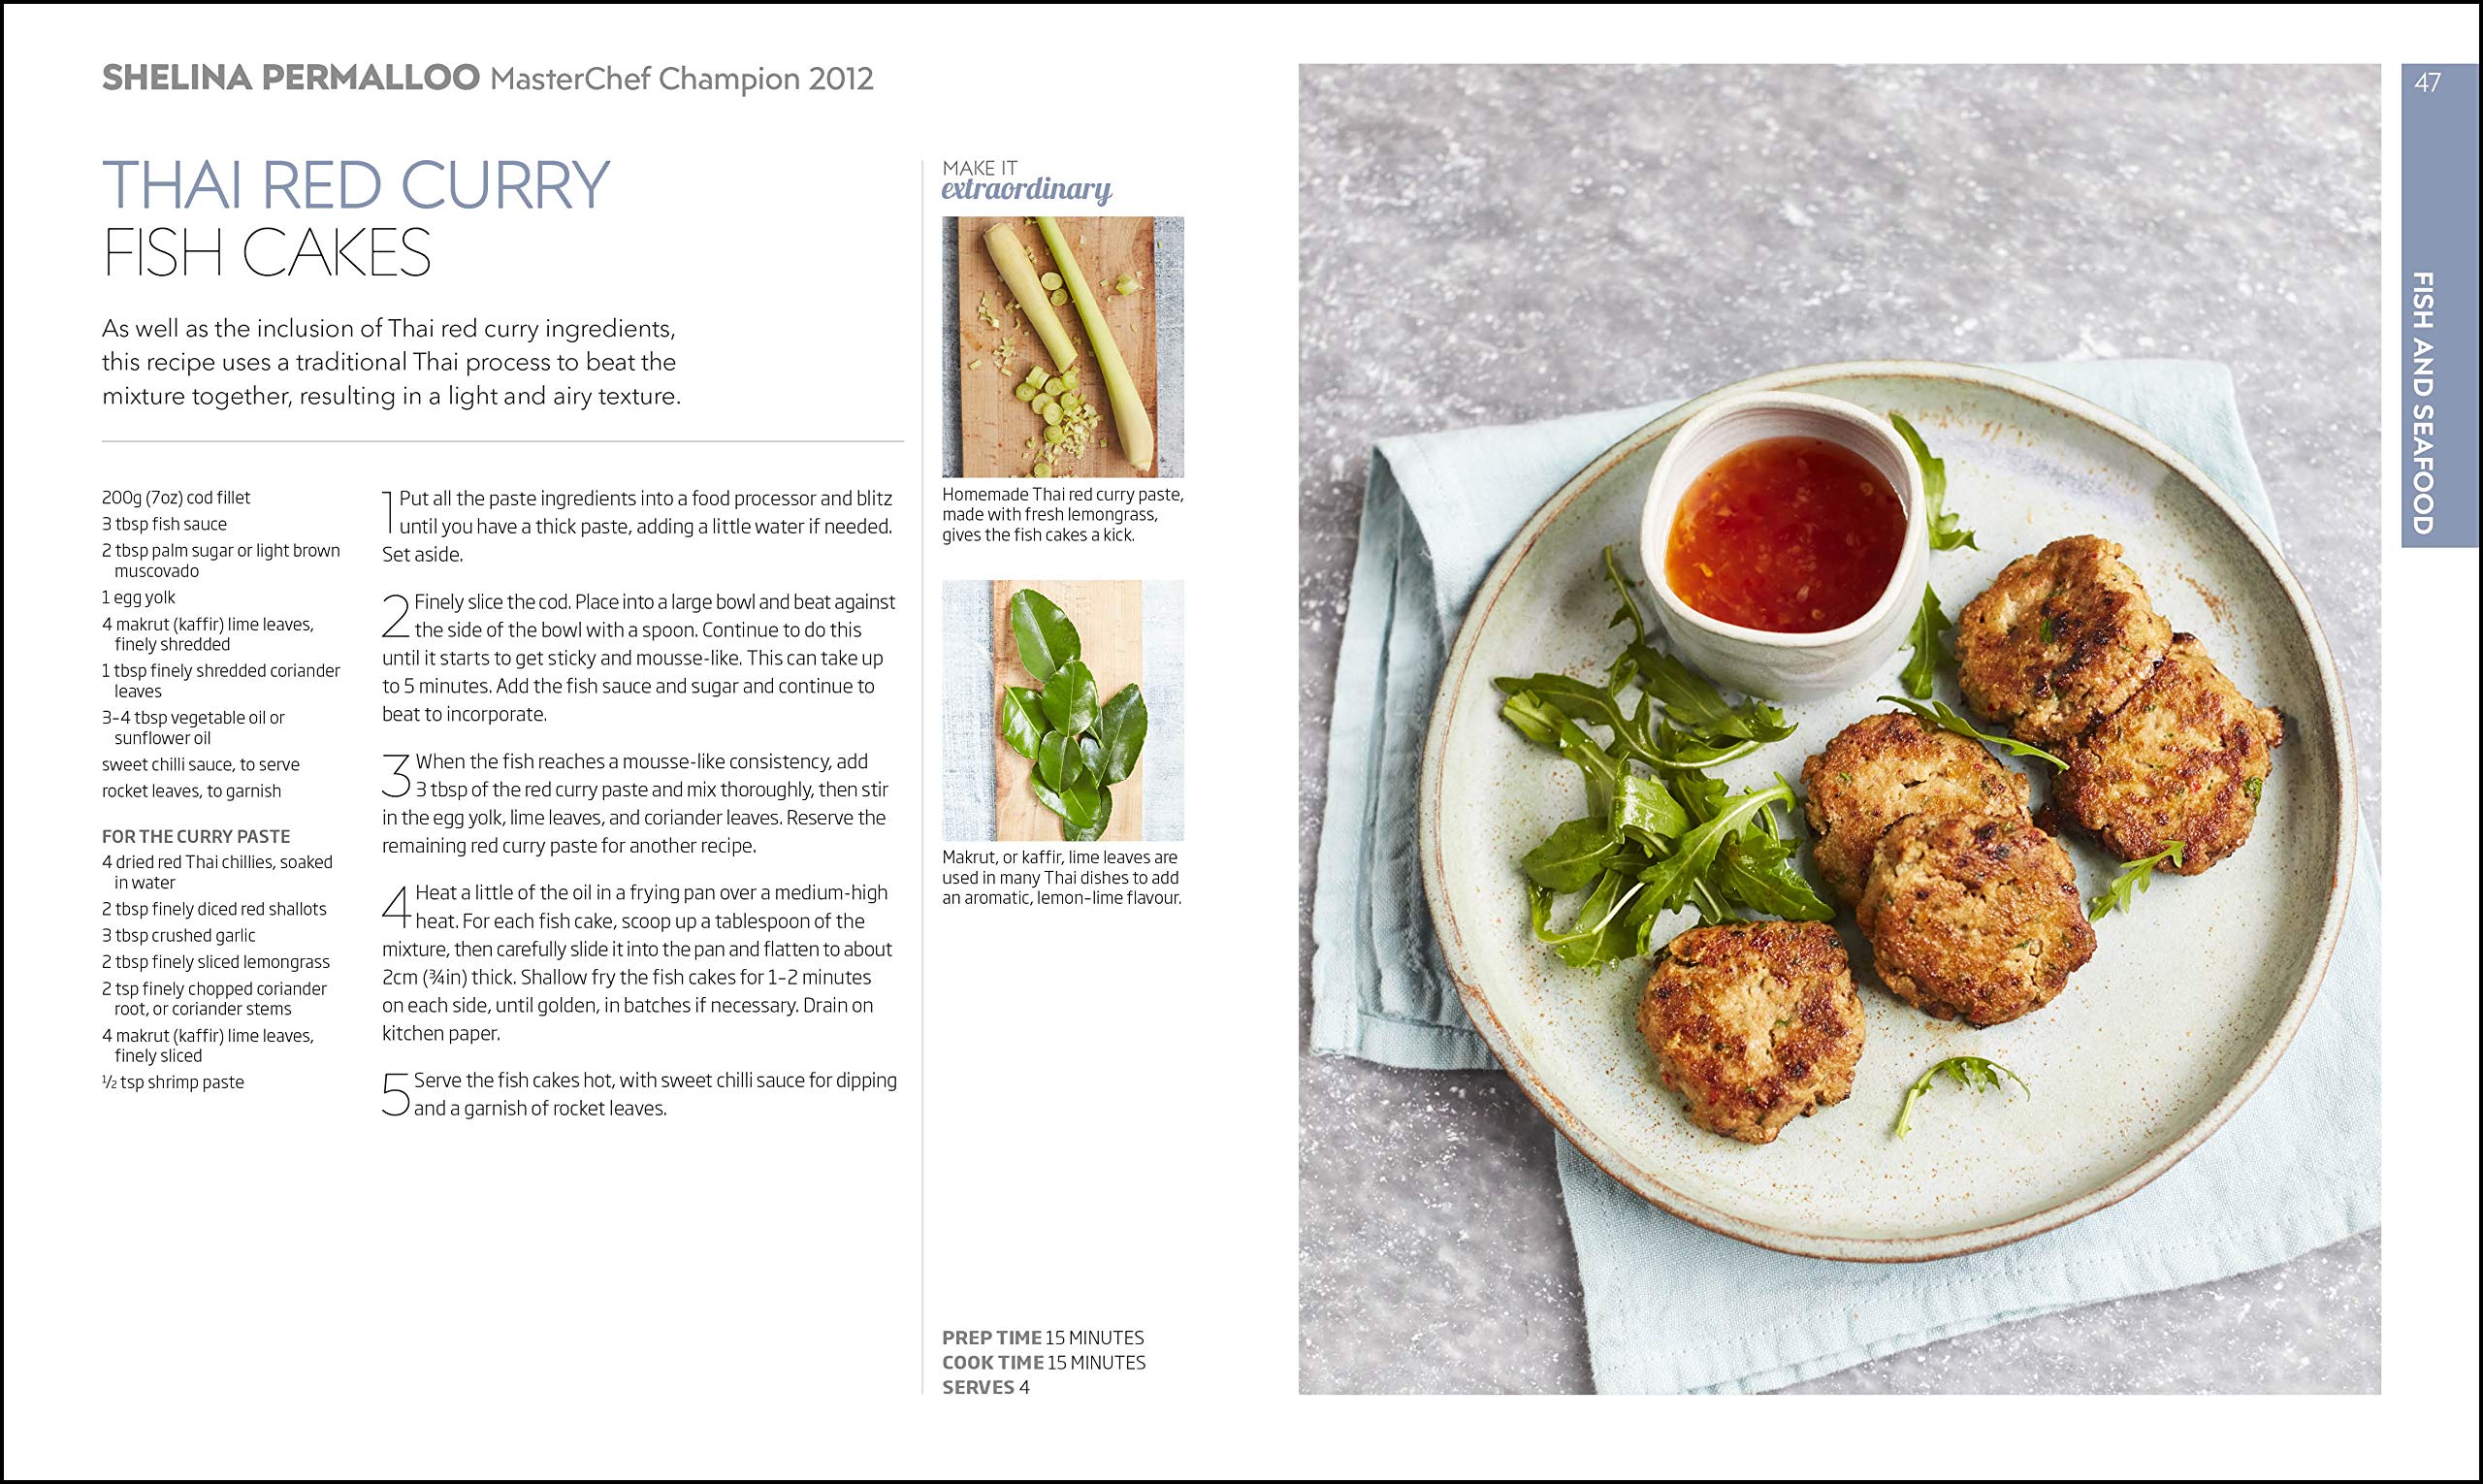 SHELINA PERMALLOO MasterChef Champion 2012
THAI RED CURRY
FISH CAKES
As well as the inclusion of Thai red curry ingredients,
this recipe uses a traditional Thai process to beat the
mixture together, resulting in a light and airy texture.
200g (7oz) cod fillet
3 tbsp fish sauce
2 tbsp palm sugar or light brown
muscovado
1 egg yolk
4 makrut (kaffir) lime leaves,
finely shredded
1 tbsp finely shredded coriander
leaves
3–4 tbsp vegetable oil or
sunflower oil
sweet chilli sauce, to serve
rocket leaves, to garnish
FOR THE CURRY PASTE
4 dried red Thai chillies, soaked
in water
2 tbsp finely diced red shallots
3 tbsp crushed garlic
2 tbsp finely sliced lemongrass
2 tsp finely chopped coriander
root, or coriander stems
4 makrut (kaffir) lime leaves,
finely sliced
½ tsp shrimp paste
1 Put all the paste ingredients into a food processor and blitz
until you have a thick paste, adding a little water if needed.
Set aside.
2 Finely slice the cod. Place into a large bowl and beat against
the side of the bowl with a spoon. Continue to do this
until it starts to get sticky and mousse-like. This can take up
to 5 minutes. Add the fish sauce and sugar and continue to
beat to incorporate.
3 When the fish reaches a mousse-like consistency, add
3 tbsp of the red curry paste and mix thoroughly, then stir
in the egg yolk, lime leaves, and coriander leaves. Reserve the
remaining red curry paste for another recipe.
4 Heat a little of the oil in a frying pan over a medium-high
heat. For each fish cake, scoop up a tablespoon of the
mixture, then carefully slide it into the pan and flatten to about
2cm (¾in) thick. Shallow fry the fish cakes for 1–2 minutes
on each side, until golden, in batches if necessary. Drain on
kitchen paper.
5 Serve the fish cakes hot, with sweet chilli sauce for dipping
and a garnish of rocket leaves.
MAKE IT
extraordinary
Homemade Thai red curry paste,
made with fresh lemongrass,
gives the fish cakes a kick.
Makrut, or kaffir, lime leaves are
used in many Thai dishes to add
an aromatic, lemon–lime flavour.
PREP TIME 15 MINUTES
COOK TIME 15 MINUTES
SERVES 4
47
FISH AND SEAFOOD